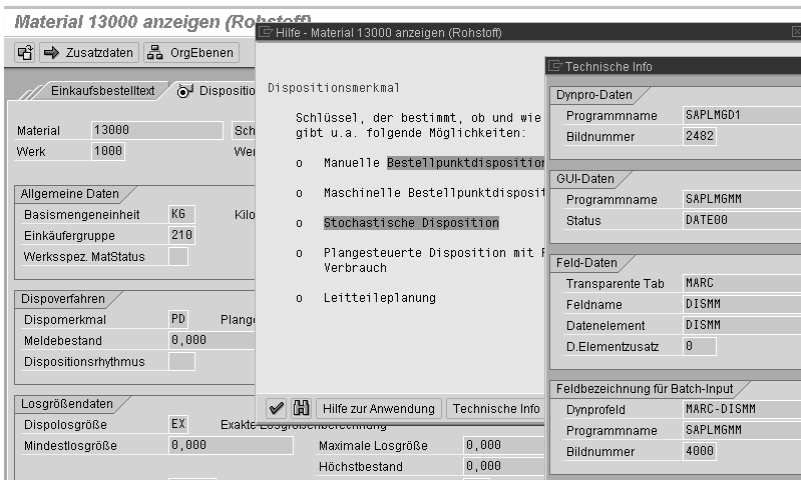 Material 13000 anzeigen (Rohstoff)
Zusatzdaten OrgEbenen
Einkaufsbestelltext Dispositio
Material 13000 Sch
Werk 1000 Wer
Allgemeine Daten
Basismengeneinheit KG Kilo
Einkäufergruppe 210
Werksspez. MatStatus
Dispoverfahren
Dispomerkmal PD Plange
Meldebestand 0,000
Dispositionsrhythmus
Losgrößendaten
Dispolosgröße EX Exakte Losgrößenberechnung
Mindestlosgröße 0,000 Maximale Losgröße 0,000
Höchstbestand 0,000
Hilfe - Material 13000 anzeigen (Rohstoff)
Dispositionsmerkmal
Schlüssel, der bestimmt, ob und wie
gibt u.a. folgende Möglichkeiten:
o Manuelle Bestellpunktdisposition
o Maschinelle Bestellpunktdisposit
o Stochastische Disposition
o Plangesteuerte Disposition mit
Verbrauch
o Leitteileplanung
Hilfe zur Anwendung Technische Info
Technische Info
Dynpro-Daten
Programmname SAPLMGD1
Bildnummer 2482
GUI-Daten
Programmname SAPLMGMM
Status DATE00
Feld-Daten
Transparente Tab MARC
Feldname DISMM
Datenelement DISMM
D.Elementzusatz 0
Feldbezeichnung für Batch-Input
Dynprofeld MARC-DISMM
Programmname SAPLMGMM
Bildnummer 4000